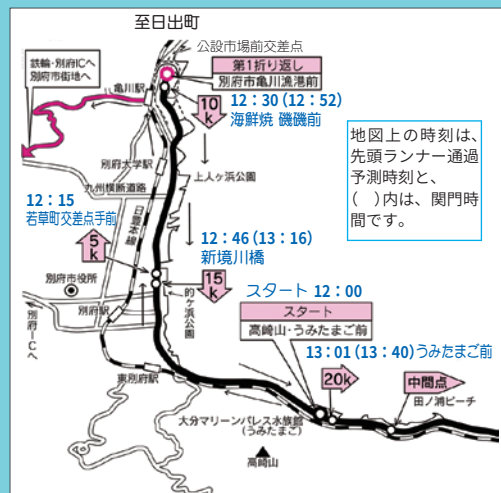 至日出町
公設市場前交差点
鉄輪・別府ICへ
別府市街地へ
亀川駅
第1折り返し
別府市亀川漁港前
10
k
12:30(12:52)
海鮮焼 磯磯前
地図上の時刻は、
先頭ランナー通過
予測時刻と、
( )内は、関門時
間です。
別府大学駅
上人ヶ浜公園
九州横断道路
12:15
若草町交差点手前
日豊本線
5
k
12:46(13:16)
新境川橋
15
k
別府市役所
的ヶ浜公園
別府駅
別府ICへ
スタート 12:00
スタート
高崎山・うみたまご前
13:01(13:40)うみたまご前
20k
中間点
田ノ浦ビーチ
東別府駅
大分マリーンパレス水族館
(うみたまご)
高崎山